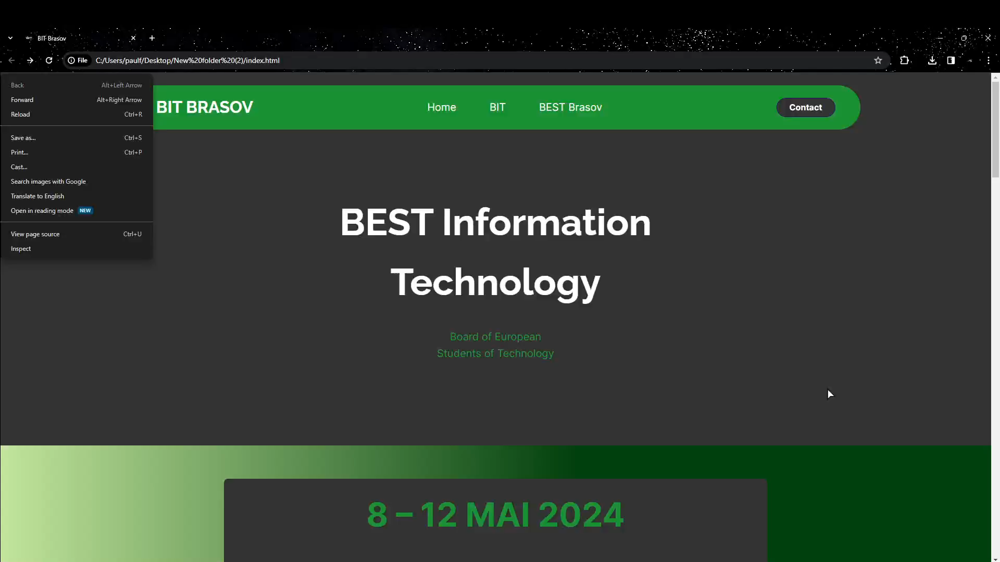 BIT Brasov
File C:/Users/paulf/Desktop/New%20folder%20(2)/index.html
Back Alt+Left Arrow
Forward Alt+Right Arrow
Reload Ctrl+R
Save as... Ctrl+S
Print... Ctrl+P
Cast...
Search images with Google
Translate to English
Open in reading mode NEW
View page source Ctrl+U
Inspect
BIT BRASOV Home BIT BEST Brasov Contact
BEST Information
Technology
Board of European
Students of Technology
8 – 12 MAI 2024